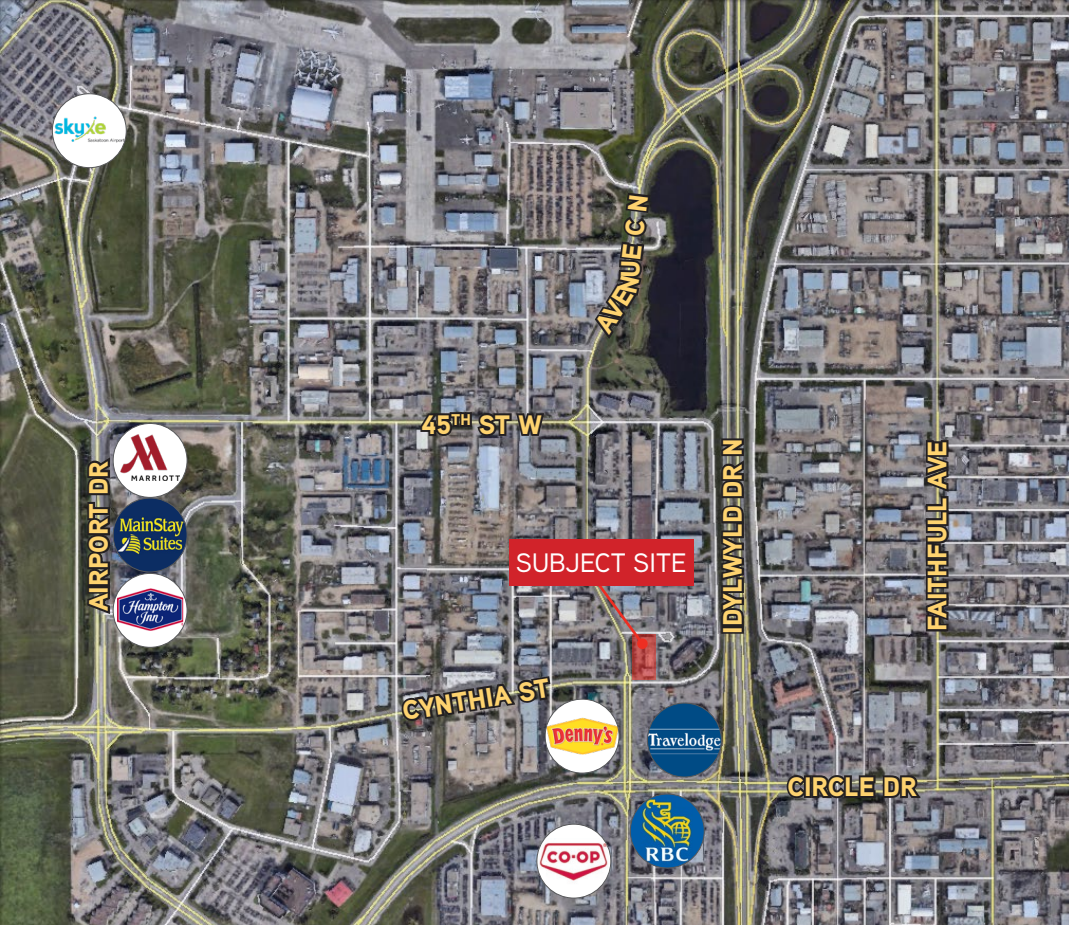 skyxe
Saskatoon Airport
AVENUE C N
45TH ST W
MARRIOTT
MainStay
Suites
Hampton
Inn
AIRPORT DR
IDYLWYLD DR N
FAITHFULL AVE
SUBJECT SITE
CYNTHIA ST
Denny's
Travelodge
CIRCLE DR
RBC
CO-OP